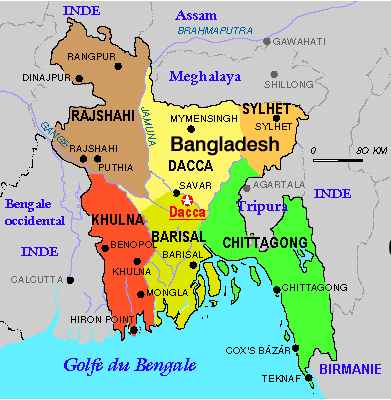 INDE
Assam
BRAHMAPUTRA
GAWAHATI
RANGPUR
DINAJPUR
Meghalaya
SHILLONG
RAJSHAHI
JAMUNA
MYMENSINGH
SYLHET
SYLHET
GANGE
Bangladesh
RAJSHAHI
PUTHIA
DACCA
0 90 KM
SAVAR
AGARTALA
INDE
Bengale
occidental
Dacca
Tripura
KHULNA
BARISAL
CHITTAGONG
INDE
BENOPOL
BARISAL
KHULNA
CALCUTTA
MONGLA
CHITTAGONG
HIRON POINT
COX'S BÁZÁR
Golfe du Bengale
BIRMANIE
TEKNAF